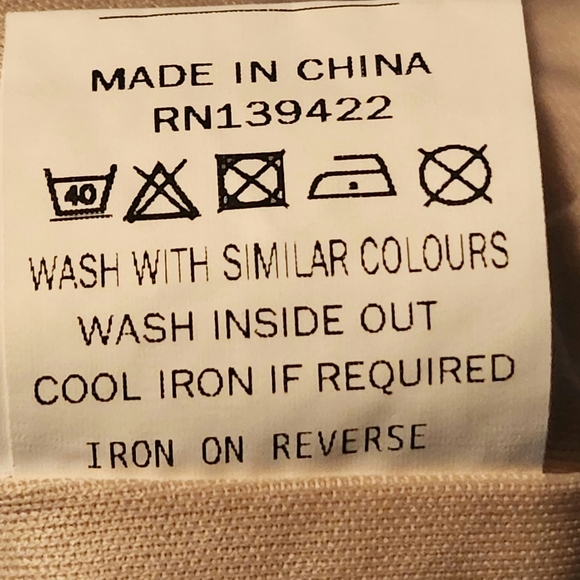 MADE IN CHINA
RN139422
40
WASH WITH SIMILAR COLOURS
WASH INSIDE OUT
COOL IRON IF REQUIRED
IRON ON REVERSE